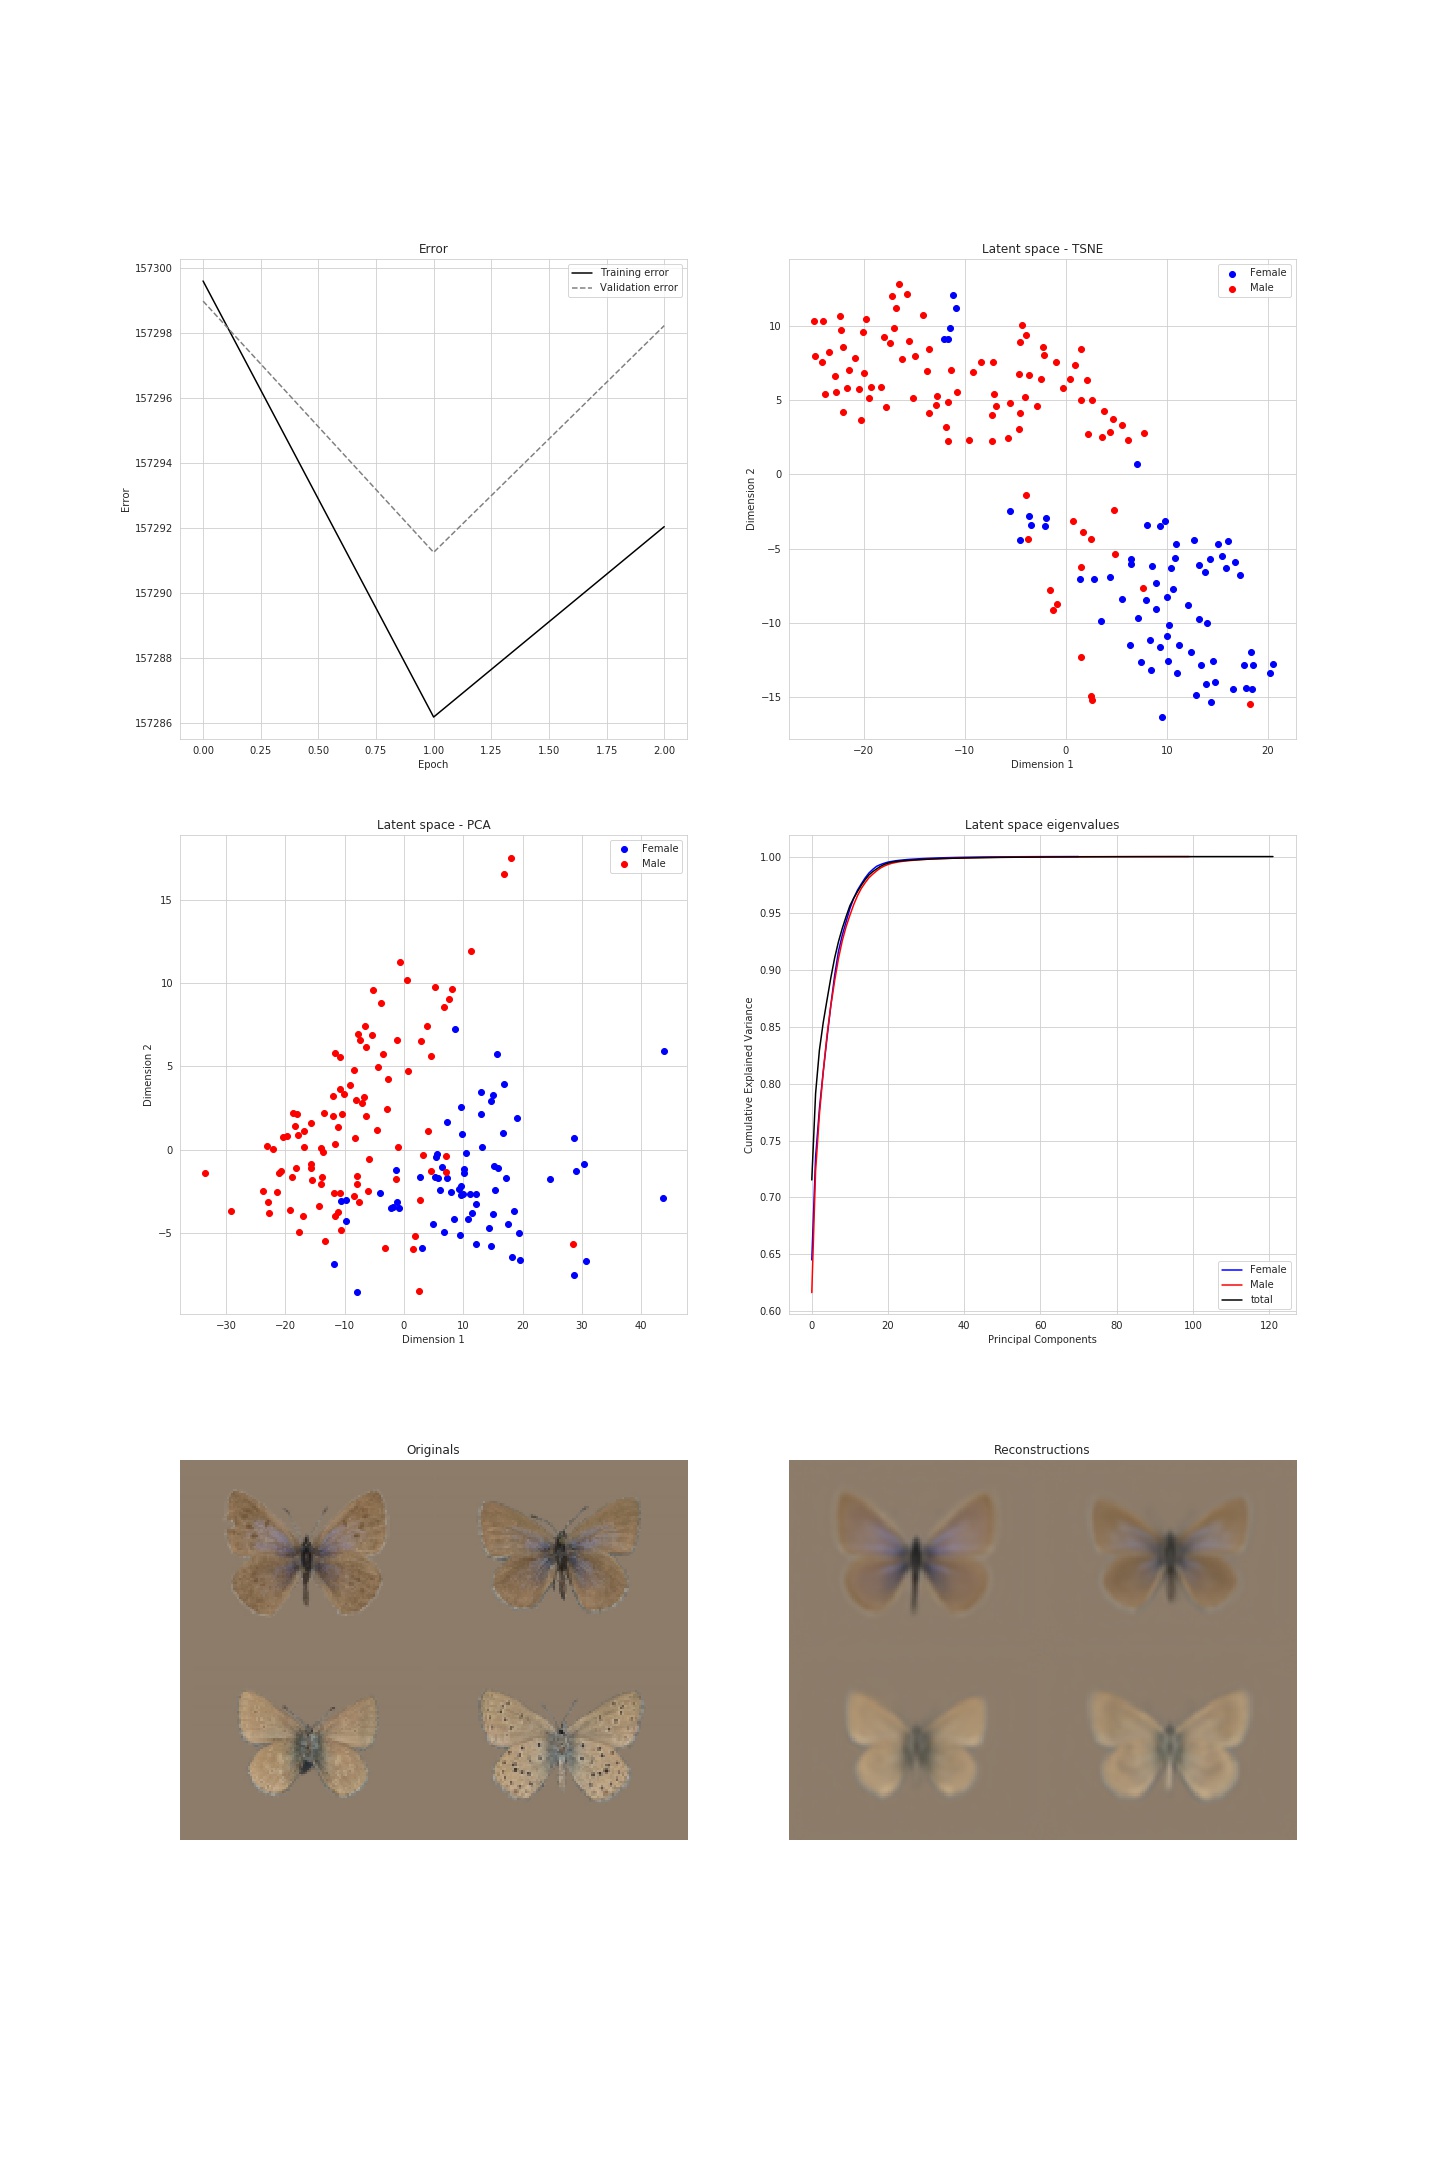 Error
157300
157298
157296
157294
157292
157290
157288
157286
Error
Training error
Validation error
0.00 0.25 0.50 0.75 1.00 1.25 1.50 1.75 2.00
Epoch
Latent space - TSNE
Female
Male
10
5
0
−5
−10
−15
Dimension 2
−20 −10 0 10 20
Dimension 1
Latent space - PCA
Female
Male
15
10
5
0
−5
Dimension 2
−30 −20 −10 0 10 20 30 40
Dimension 1
Latent space eigenvalues
1.00
0.95
0.90
0.85
0.80
0.75
0.70
0.65
0.60
Cumulative Explained Variance
Female
Male
total
0 20 40 60 80 100 120
Principal Components
Originals
Reconstructions